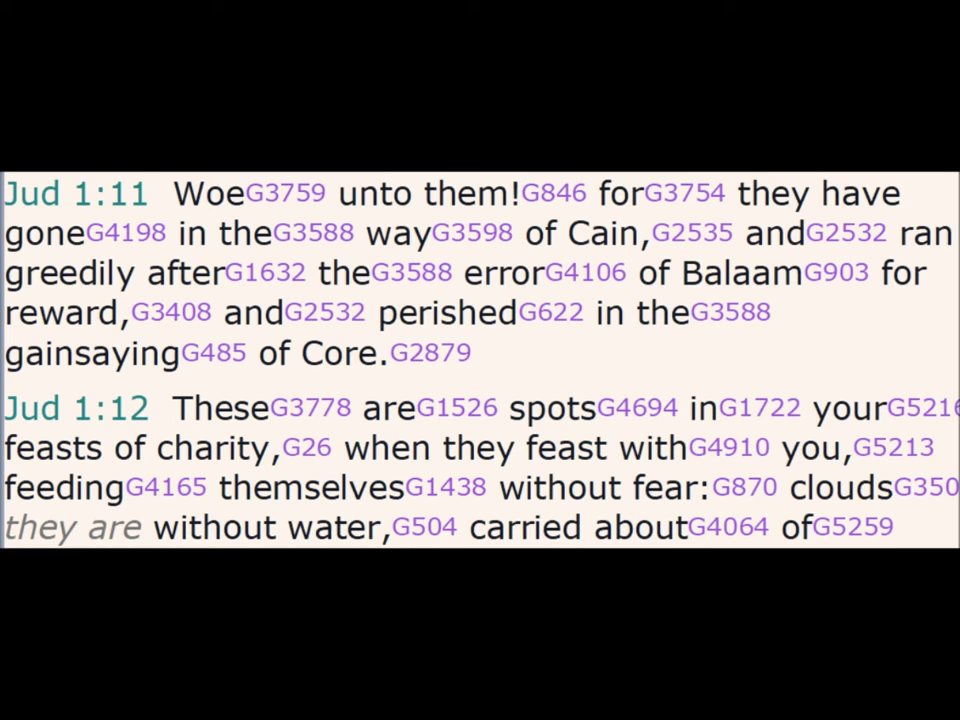 Jud 1:11 WoeG3759 unto them!G846 forG3754 they have
goneG4198 in theG3588 wayG3598 of Cain,G2535 andG2532 ran
greedily afterG1632 theG3588 errorG4106 of BalaamG903 for
reward,G3408 andG2532 perishedG622 in theG3588
gainsayingG485 of Core.G2879
Jud 1:12 TheseG3778 areG1526 spotsG4694 inG1722 yourG5216
feasts of charity,G26 when they feast withG4910 you,G5213
feedingG4165 themselvesG1438 without fear:G870 cloudsG350
they are without water,G504 carried aboutG4064 ofG5259